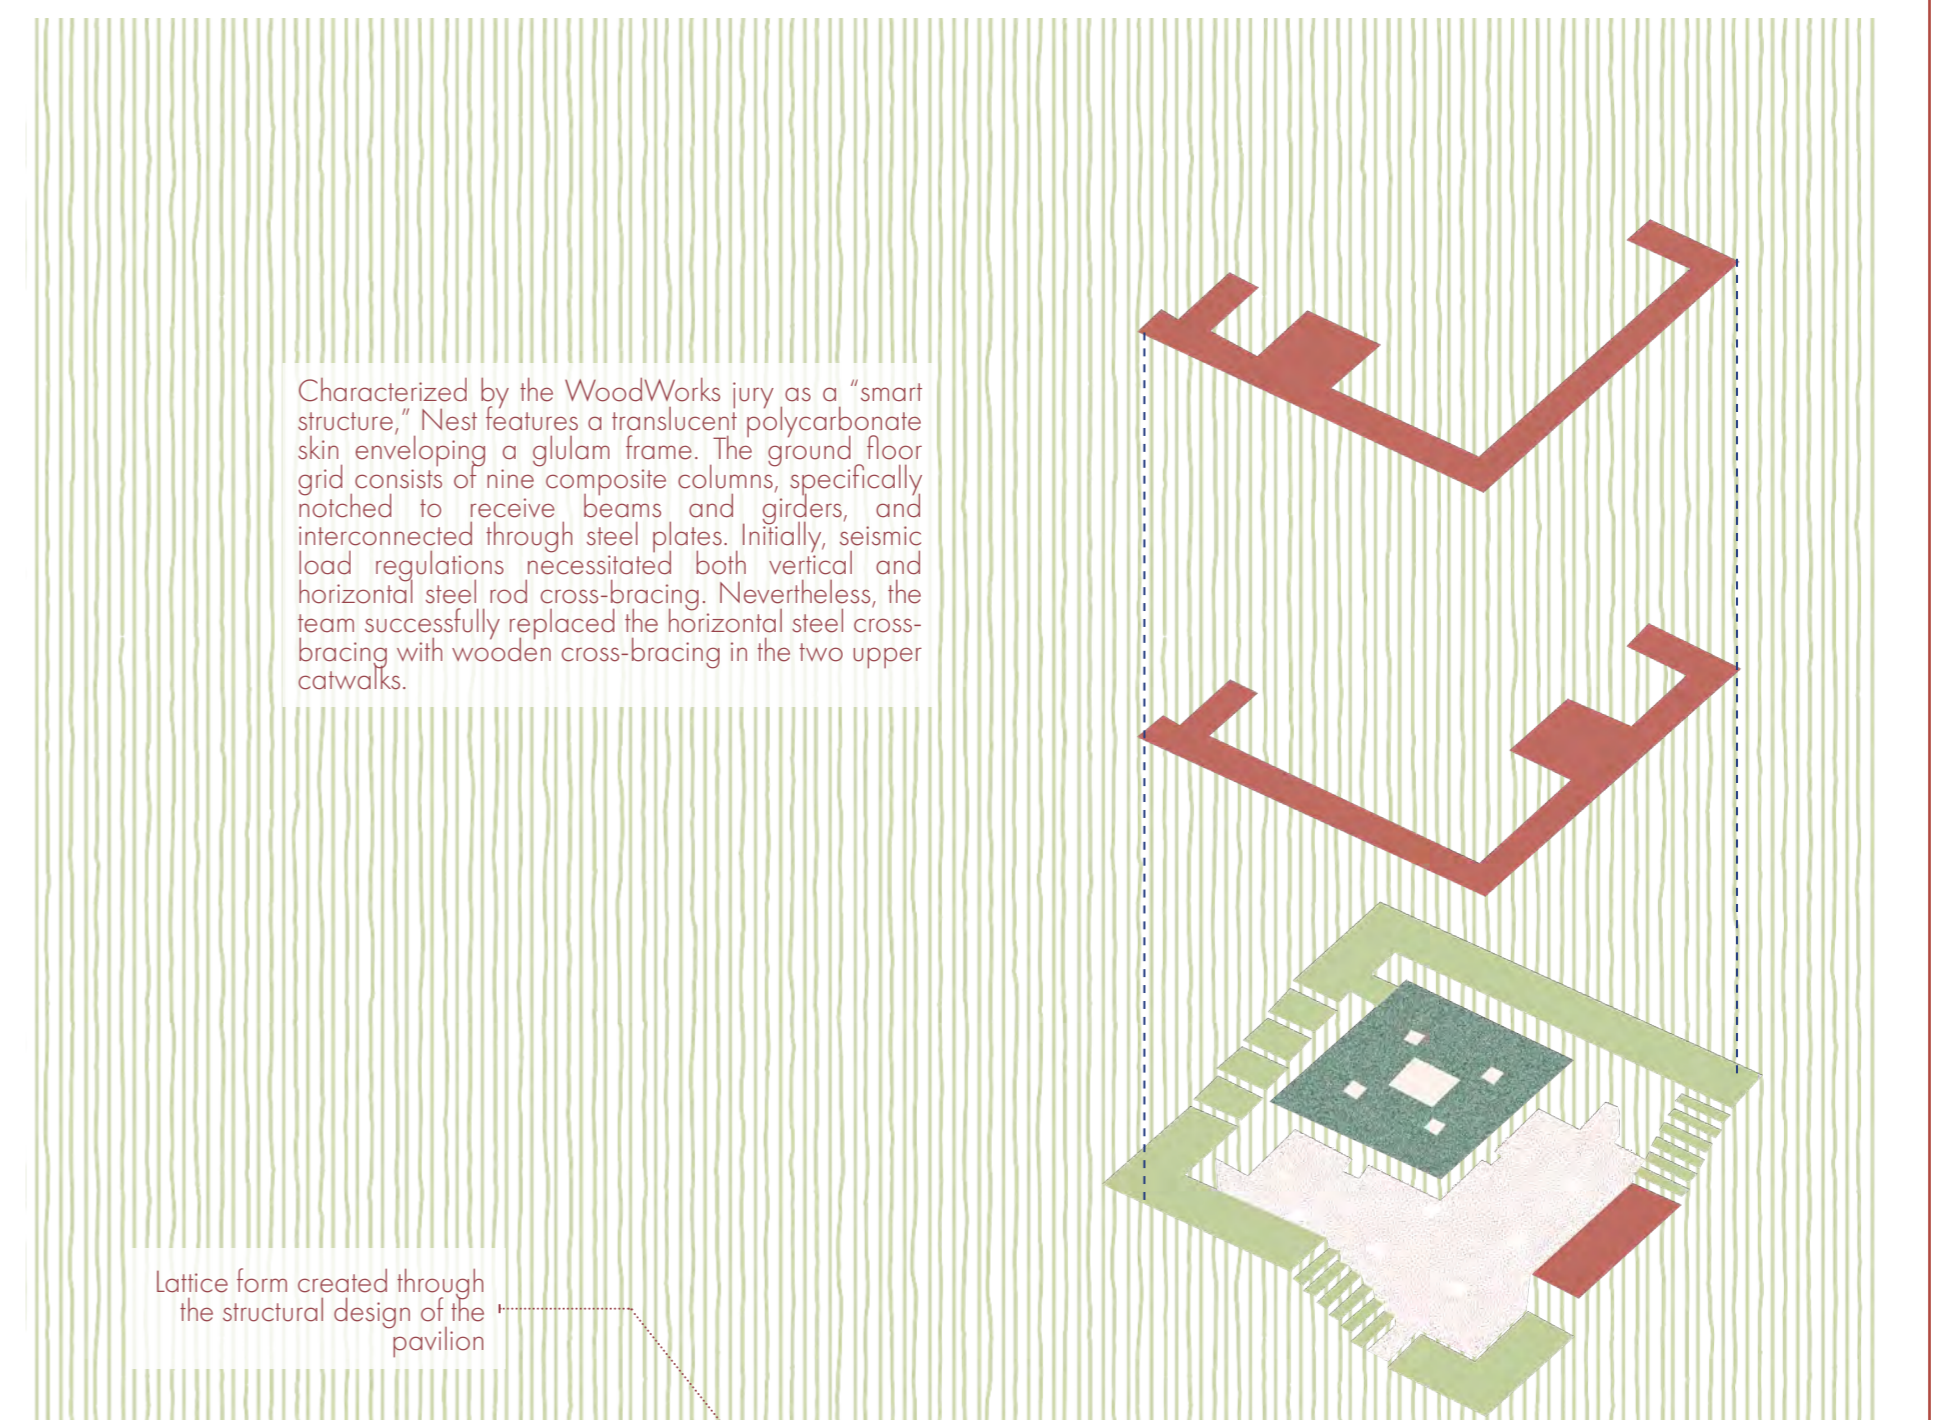 Characterized by the WoodWorks jury as a “smart
structure,” Nest features a translucent polycarbonate
skin enveloping a glulam frame. The ground floor
grid consists of nine composite columns, specifically
notched to receive beams and girders, and
interconnected through steel plates. Initially, seismic
load regulations necessitated both vertical and
horizontal steel rod cross-bracing. Nevertheless, the
team successfully replaced the horizontal steel cross-
bracing with wooden cross-bracing in the two upper
catwalks.
Lattice form created through
the structural design of the
pavilion